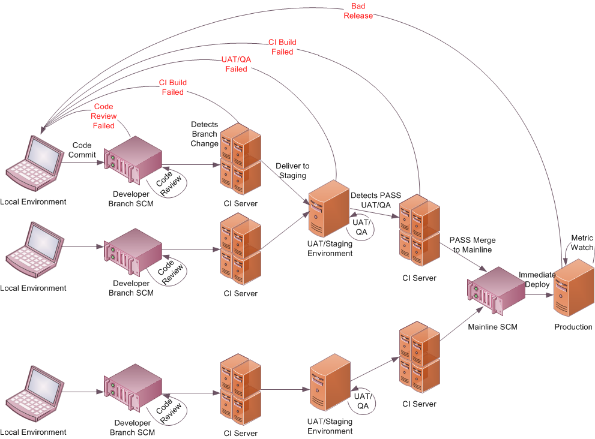 Bad
Release
CI Build
Failed
UAT/QA
Failed
CI Build
Failed
Code
Review
Failed
Detects
Branch
Change
Code
Commit
Deliver to
Staging
Code
Review
Local Environment
Developer
Branch SCM
CI Server
Detects PASS
UAT/QA
UAT/
QA
UAT/Staging
Environment
CI Server
Metric
Watch
PASS Merge
to Mainline
Immediate
Deploy
Code
Review
Local Environment
Developer
Branch SCM
CI Server
Mainline SCM
Production
Code
Review
UAT/
QA
CI Server
Local Environment
Developer
Branch SCM
CI Server
UAT/Staging
Environment